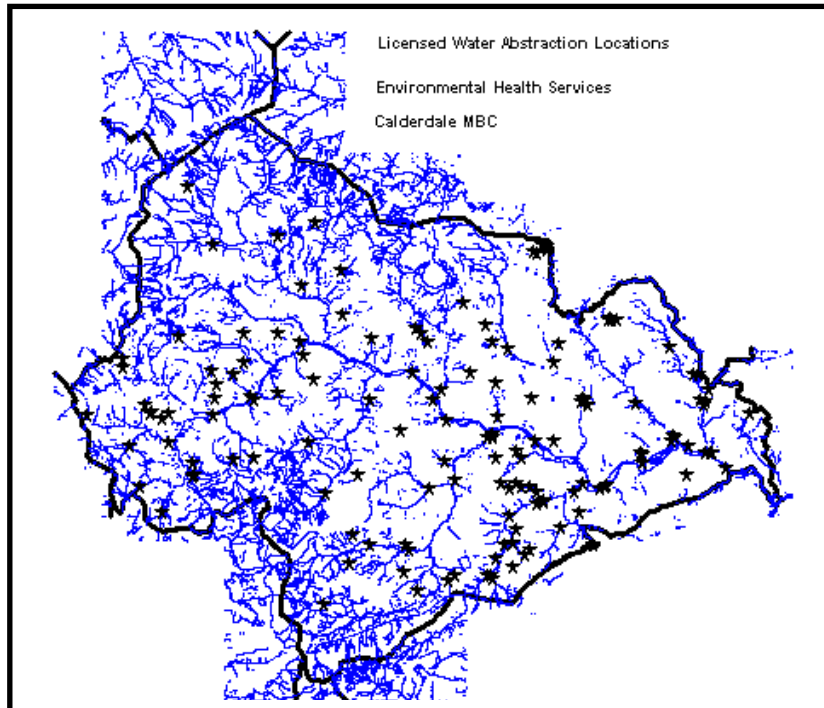 Licensed Water Abstraction Locations
Environmental Health Services
Calderdale MBC